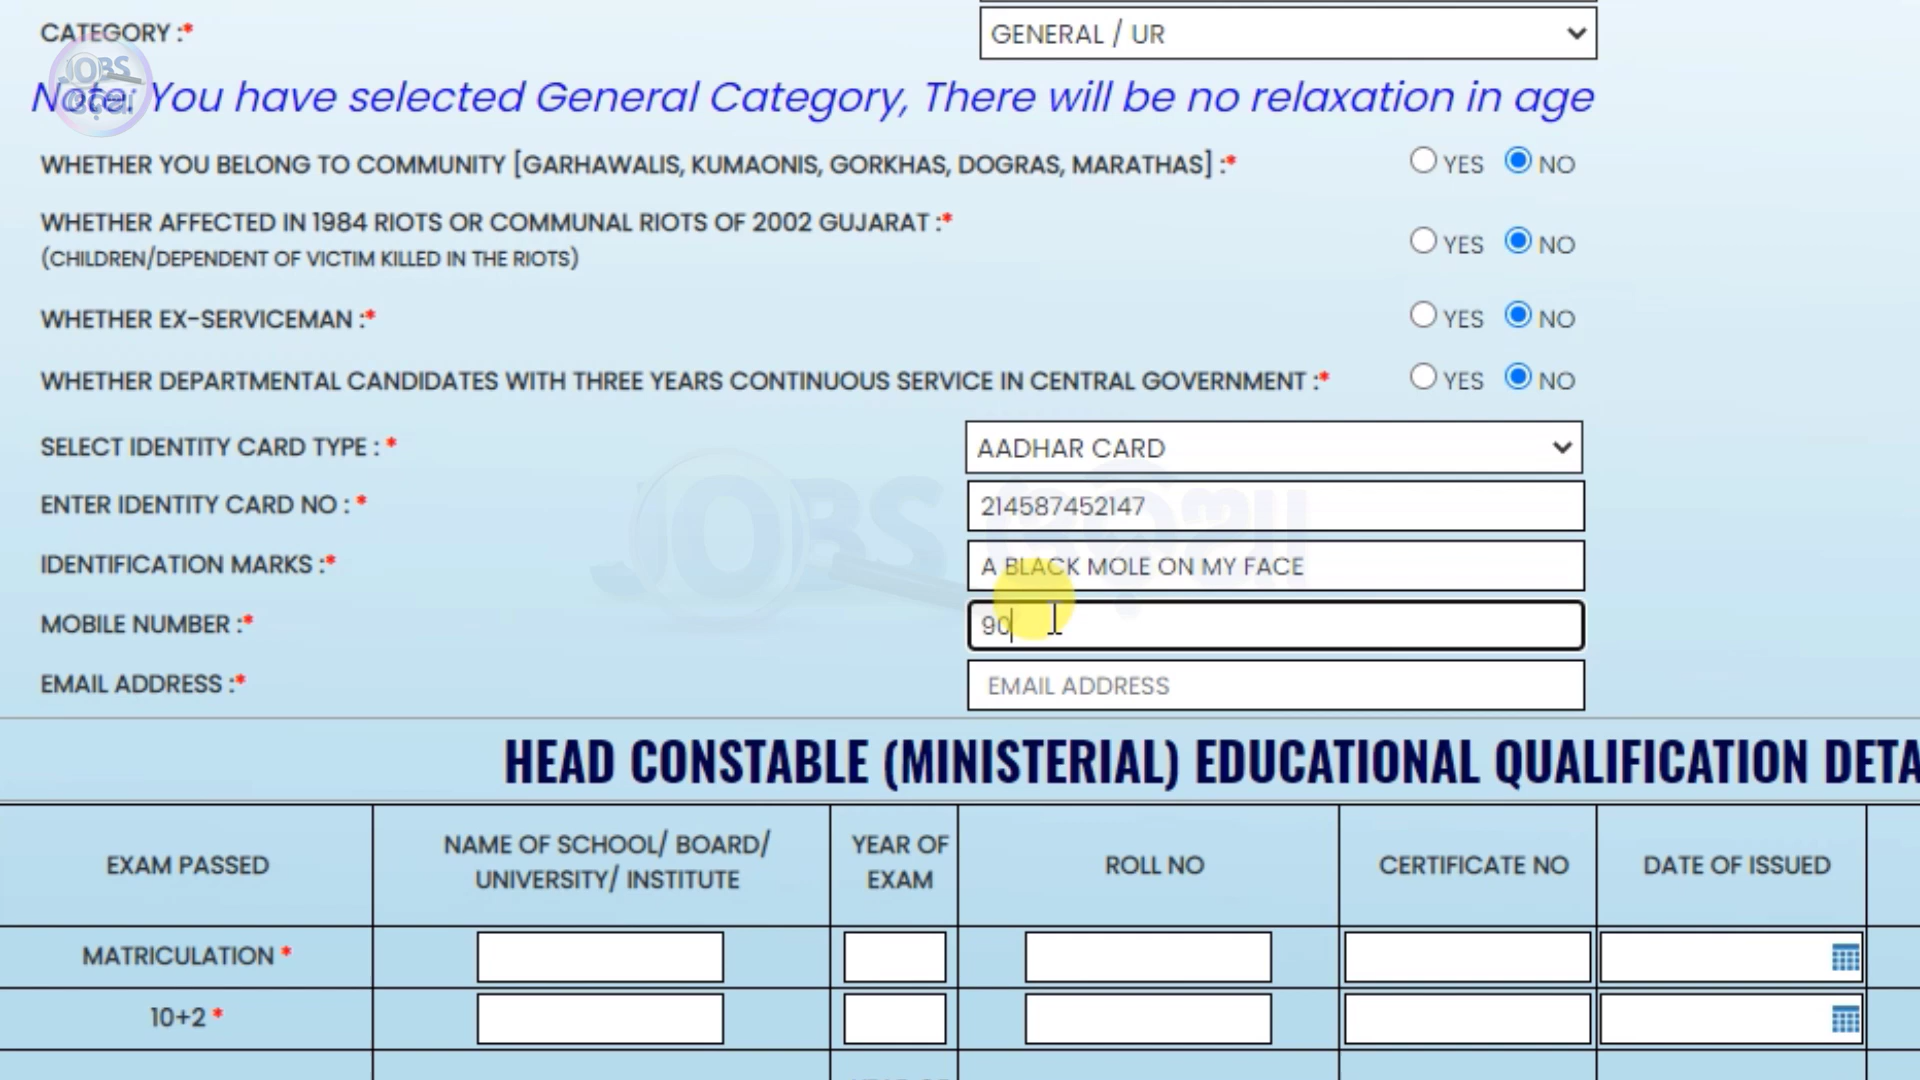 CATEGORY :*
GENERAL / UR
JOBS
Note: You have selected General Category, There will be no relaxation in age
WHETHER YOU BELONG TO COMMUNITY [GARHAWALIS, KUMAONIS, GORKHAS, DOGRAS, MARATHAS] :*
YES NO
WHETHER AFFECTED IN 1984 RIOTS OR COMMUNAL RIOTS OF 2002 GUJARAT :*
(CHILDREN/DEPENDENT OF VICTIM KILLED IN THE RIOTS)
YES NO
WHETHER EX-SERVICEMAN :*
YES NO
WHETHER DEPARTMENTAL CANDIDATES WITH THREE YEARS CONTINUOUS SERVICE IN CENTRAL GOVERNMENT :*
YES NO
SELECT IDENTITY CARD TYPE : *
AADHAR CARD
ENTER IDENTITY CARD NO : *
214587452147
JOBS
IDENTIFICATION MARKS :*
A BLACK MOLE ON MY FACE
MOBILE NUMBER :*
90
EMAIL ADDRESS :*
EMAIL ADDRESS
HEAD CONSTABLE (MINISTERIAL) EDUCATIONAL QUALIFICATION DETA
EXAM PASSED
NAME OF SCHOOL/ BOARD/
UNIVERSITY/ INSTITUTE
YEAR OF
EXAM
ROLL NO
CERTIFICATE NO
DATE OF ISSUED
MATRICULATION *
10+2 *